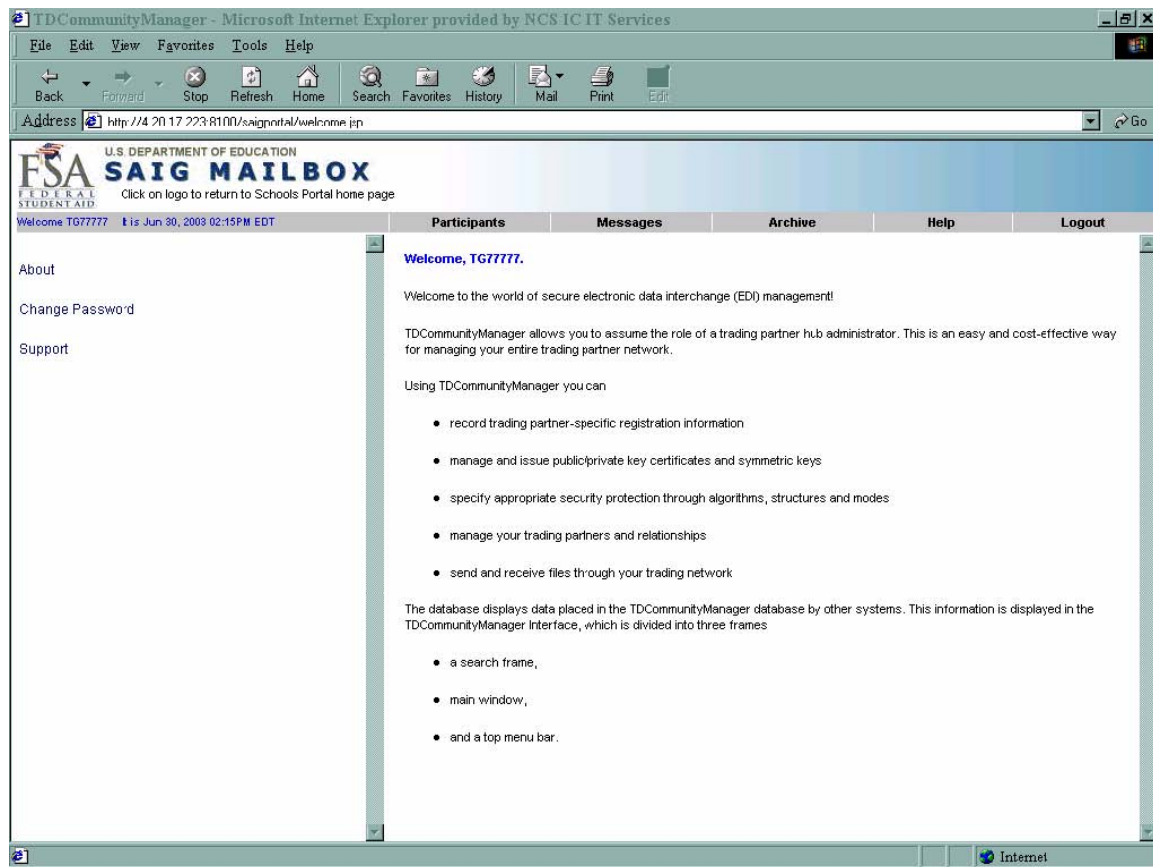 TDCommunityManager - Microsoft Internet Explorer provided by NCS IC IT Services
File Edit View Favorites Tools Help
Back Forward Stop Refresh Home Search Favorites History Mail Print Edit
Address http://4.20.17.223:8100/saigportal/welcome.jsp Go
FSA
FEDERAL
STUDENT AID
U.S. DEPARTMENT OF EDUCATION
SAIG MAILBOX
Click on logo to return to Schools Portal home page
Welcome TG77777 It is Jun 30, 2003 02:15PM EDT
Participants Messages Archive Help Logout
About
Change Password
Support
Welcome, TG77777.
Welcome to the world of secure electronic data interchange (EDI) management!
TDCommunityManager allows you to assume the role of a trading partner hub administrator. This is an easy and cost-effective way
for managing your entire trading partner network.
Using TDCommunityManager you can
● record trading partner-specific registration information
● manage and issue public/private key certificates and symmetric keys
● specify appropriate security protection through algorithms, structures and modes
● manage your trading partners and relationships
● send and receive files through your trading network
The database displays data placed in the TDCommunityManager database by other systems. This information is displayed in the
TDCommunityManager Interface, which is divided into three frames
● a search frame,
● main window,
● and a top menu bar.
Internet